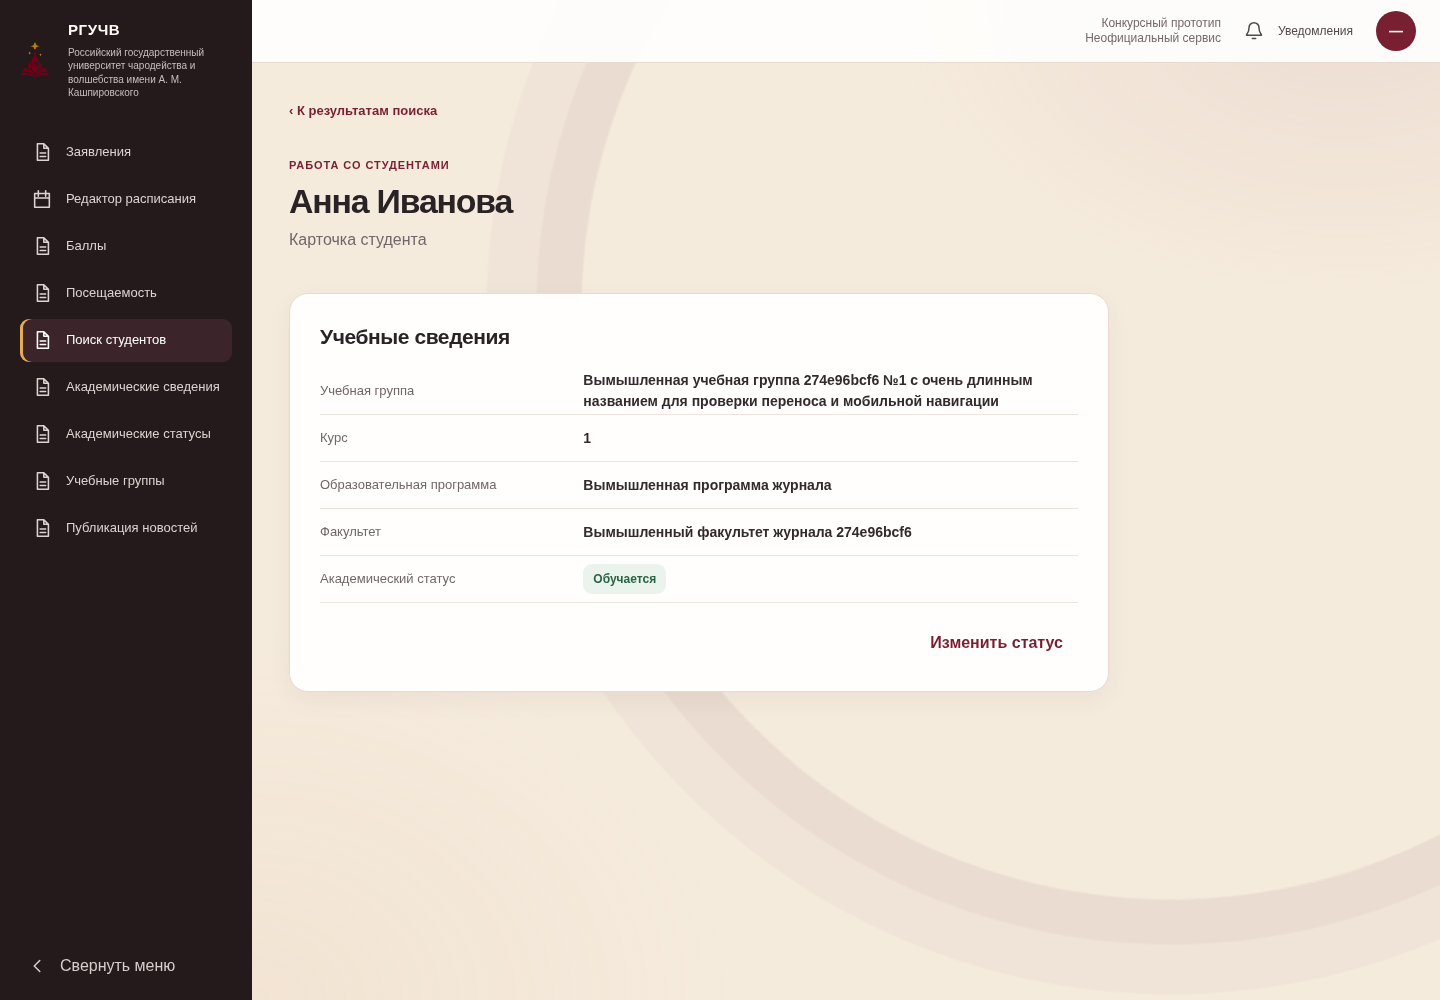 РГУЧВ
Российский государственный
университет чародейства и
волшебства имени А. М.
Кашпировского
Заявления
Редактор расписания
Баллы
Посещаемость
Поиск студентов
Академические сведения
Академические статусы
Учебные группы
Публикация новостей
Свернуть меню
Конкурсный прототип
Неофициальный сервис
Уведомления
—
‹ К результатам поиска
РАБОТА СО СТУДЕНТАМИ
Анна Иванова
Карточка студента
Учебные сведения
Учебная группа
Вымышленная учебная группа 274e96bcf6 №1 с очень длинным
названием для проверки переноса и мобильной навигации
Курс
1
Образовательная программа
Вымышленная программа журнала
Факультет
Вымышленный факультет журнала 274e96bcf6
Академический статус
Обучается
Изменить статус